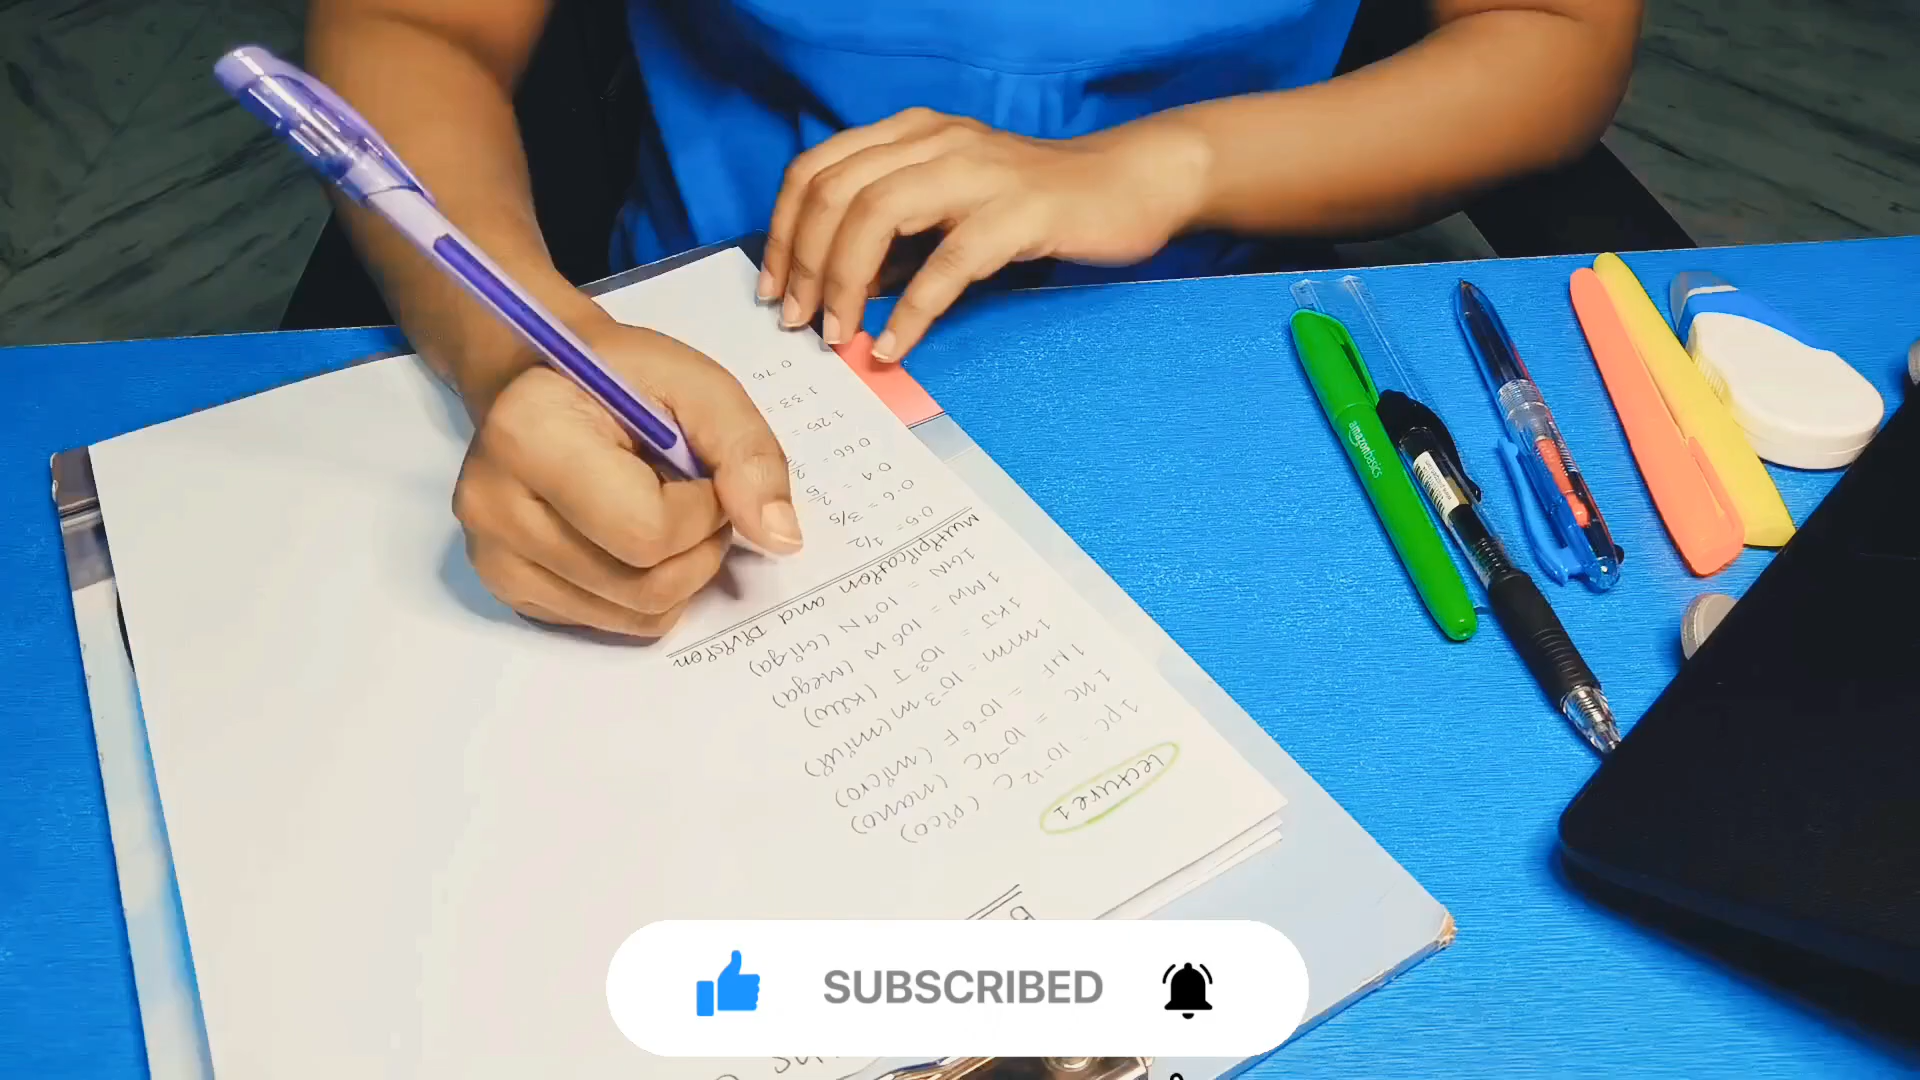 Lecture 1
1pC = 10⁻¹² C (pico)
1nC = 10⁻⁹ C (nano)
1μF = 10⁻⁶ F (micro)
1mm = 10⁻³ m (milli)
1KJ = 10³ J (kilo)
1MW = 10⁶ W (Mega)
1GN = 10⁹ N (Giga)
Multiplication and Division
0.5 = 1/2
0.6 = 3/5
0.4 = 2/5
0.66 =
1.25 =
1.33 =
0.75
amazonbasics
SUBSCRIBED